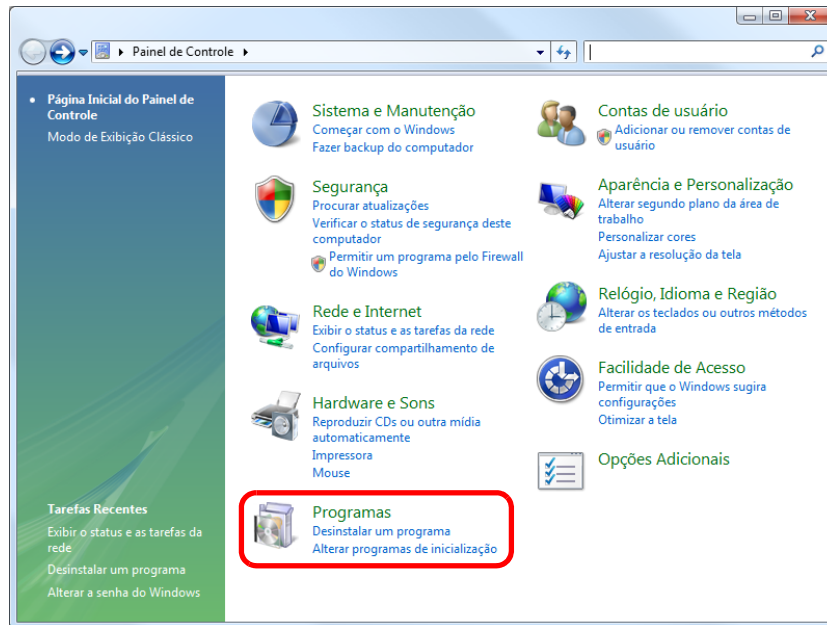 Painel de Controle
Página Inicial do Painel de
Controle
Modo de Exibição Clássico
Tarefas Recentes
Exibir o status e as tarefas da
rede
Desinstalar um programa
Alterar a senha do Windows
Sistema e Manutenção
Começar com o Windows
Fazer backup do computador
Segurança
Procurar atualizações
Verificar o status de segurança deste
computador
Permitir um programa pelo Firewall
do Windows
Rede e Internet
Exibir o status e as tarefas da rede
Configurar compartilhamento de
arquivos
Hardware e Sons
Reproduzir CDs ou outra mídia
automaticamente
Impressora
Mouse
Programas
Desinstalar um programa
Alterar programas de inicialização
Contas de usuário
Adicionar ou remover contas de
usuário
Aparência e Personalização
Alterar segundo plano da área de
trabalho
Personalizar cores
Ajustar a resolução da tela
Relógio, Idioma e Região
Alterar os teclados ou outros métodos
de entrada
Facilidade de Acesso
Permitir que o Windows sugira
configurações
Otimizar a tela
Opções Adicionais